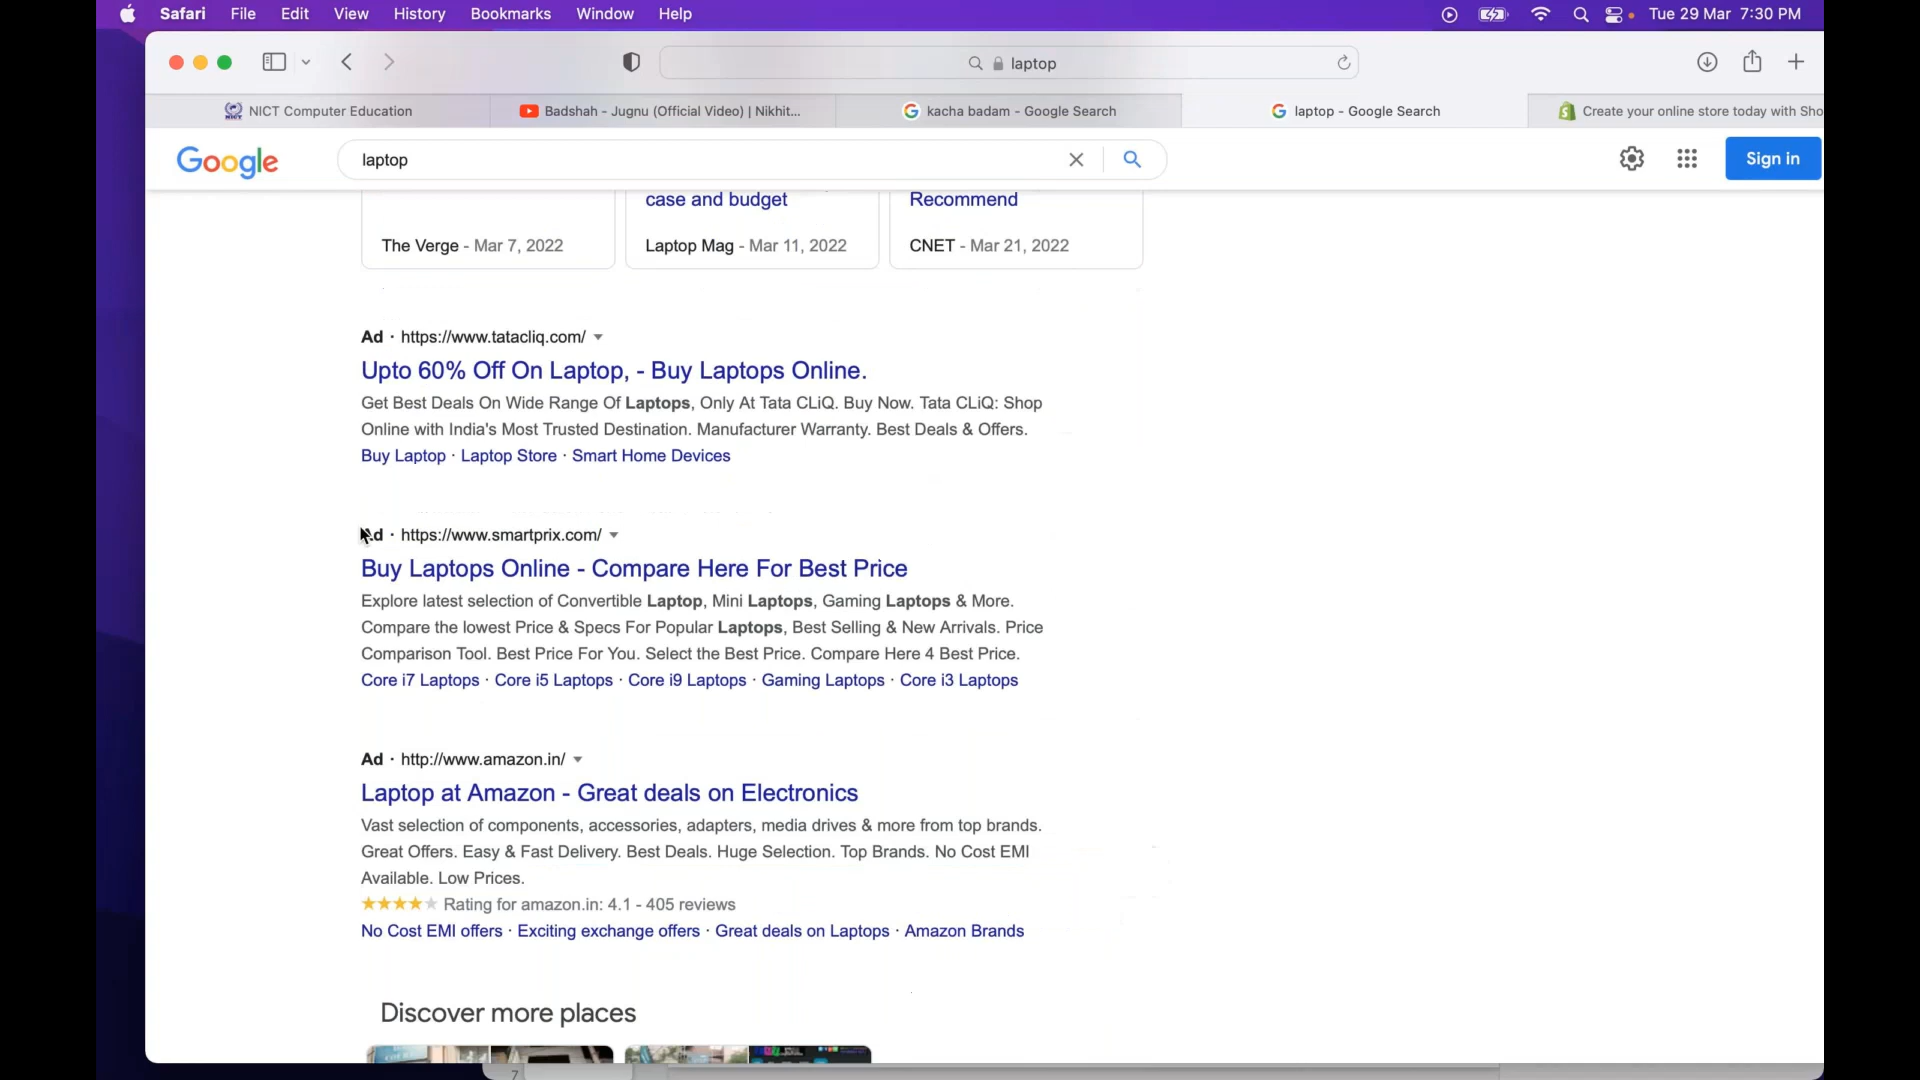 Safari File Edit View History Bookmarks Window Help Tue 29 Mar 7:30 PM
laptop
NICT Computer Education
Badshah - Jugnu (Official Video) | Nikhit...
kacha badam - Google Search
laptop - Google Search
Create your online store today with Sho
Google
laptop
Sign in
case and budget
Recommend
The Verge - Mar 7, 2022
Laptop Mag - Mar 11, 2022
CNET - Mar 21, 2022
Ad · https://www.tatacliq.com/
Upto 60% Off On Laptop, - Buy Laptops Online.
Get Best Deals On Wide Range Of Laptops, Only At Tata CLiQ. Buy Now. Tata CLiQ: Shop
Online with India's Most Trusted Destination. Manufacturer Warranty. Best Deals & Offers.
Buy Laptop · Laptop Store · Smart Home Devices
Ad · https://www.smartprix.com/
Buy Laptops Online - Compare Here For Best Price
Explore latest selection of Convertible Laptop, Mini Laptops, Gaming Laptops & More.
Compare the lowest Price & Specs For Popular Laptops, Best Selling & New Arrivals. Price
Comparison Tool. Best Price For You. Select the Best Price. Compare Here 4 Best Price.
Core i7 Laptops · Core i5 Laptops · Core i9 Laptops · Gaming Laptops · Core i3 Laptops
Ad · http://www.amazon.in/
Laptop at Amazon - Great deals on Electronics
Vast selection of components, accessories, adapters, media drives & more from top brands.
Great Offers. Easy & Fast Delivery. Best Deals. Huge Selection. Top Brands. No Cost EMI
Available. Low Prices.
Rating for amazon.in: 4.1 - 405 reviews
No Cost EMI offers · Exciting exchange offers · Great deals on Laptops · Amazon Brands
Discover more places
7